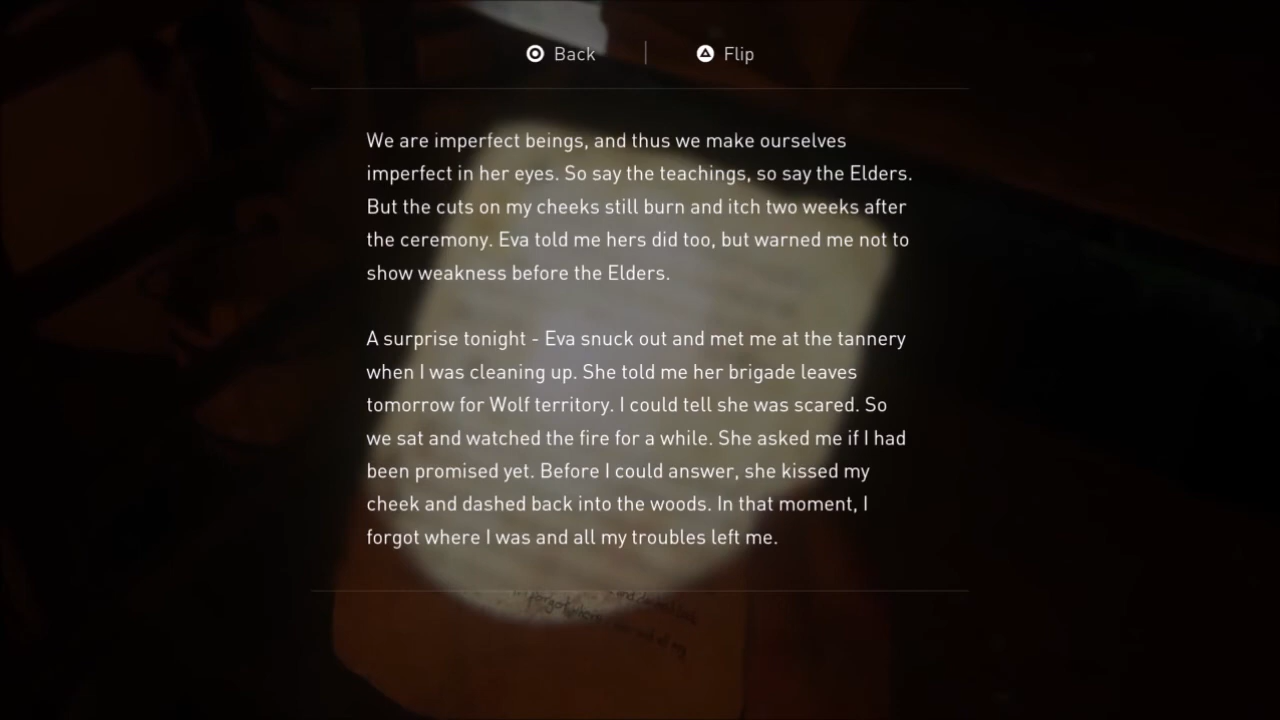 Back | Flip
We are imperfect beings, and thus we make ourselves
imperfect in her eyes. So say the teachings, so say the Elders.
But the cuts on my cheeks still burn and itch two weeks after
the ceremony. Eva told me hers did too, but warned me not to
show weakness before the Elders.
A surprise tonight - Eva snuck out and met me at the tannery
when I was cleaning up. She told me her brigade leaves
tomorrow for Wolf territory. I could tell she was scared. So
we sat and watched the fire for a while. She asked me if I had
been promised yet. Before I could answer, she kissed my
cheek and dashed back into the woods. In that moment, I
forgot where I was and all my troubles left me.
forgot where I was and all my